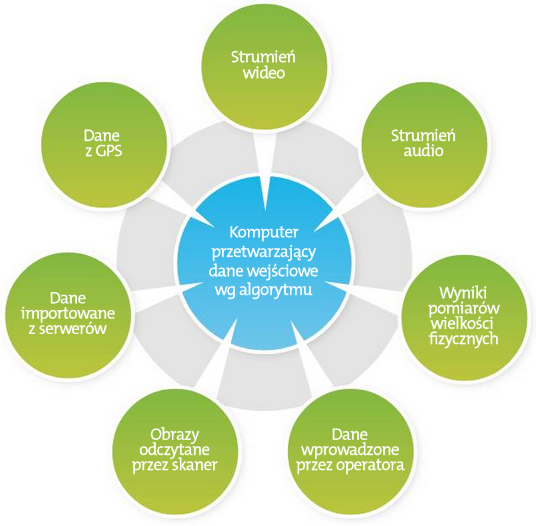 Strumień
wideo
Strumień
audio
Wyniki
pomiarów
wielkości
fizycznych
Dane
wprowadzone
przez operatora
Obrazy
odczytane
przez skaner
Dane
importowane
z serwerów
Dane
z GPS
Komputer
przetwarzający
dane wejściowe
wg algorytmu